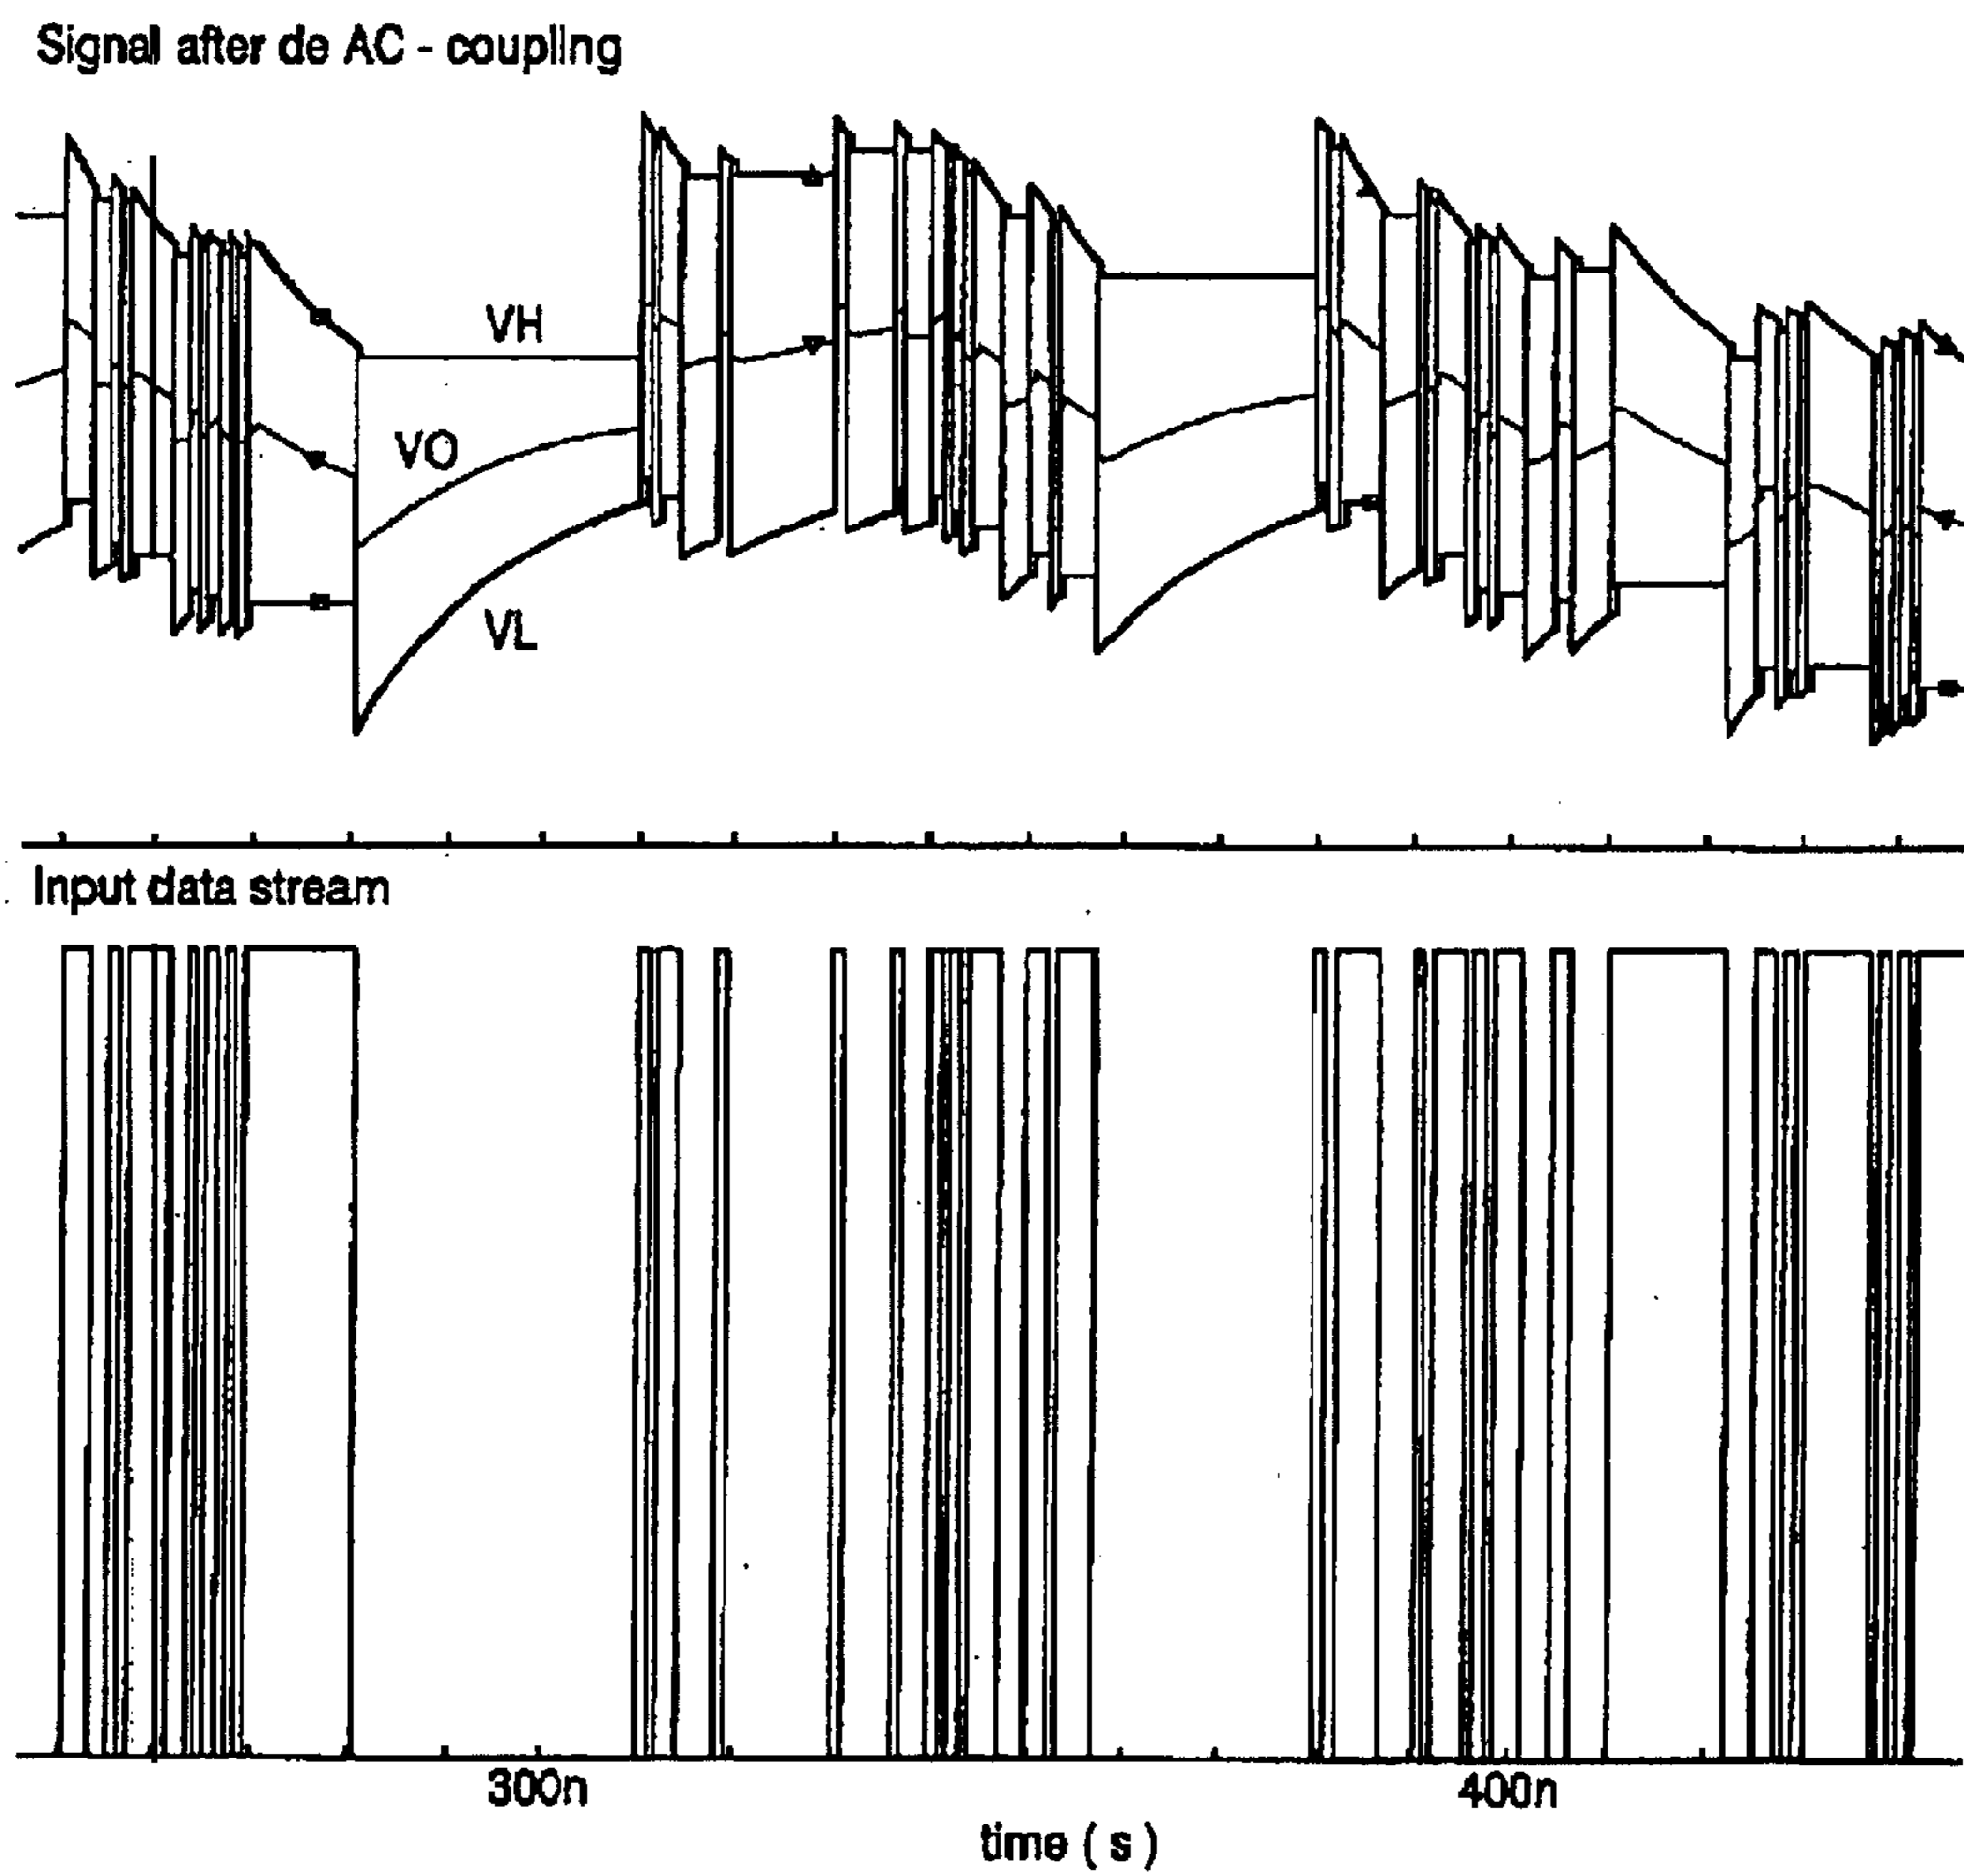 Signal after de AC - coupling
VH
VO
VL
Input data stream
300n
400n
time ( s )